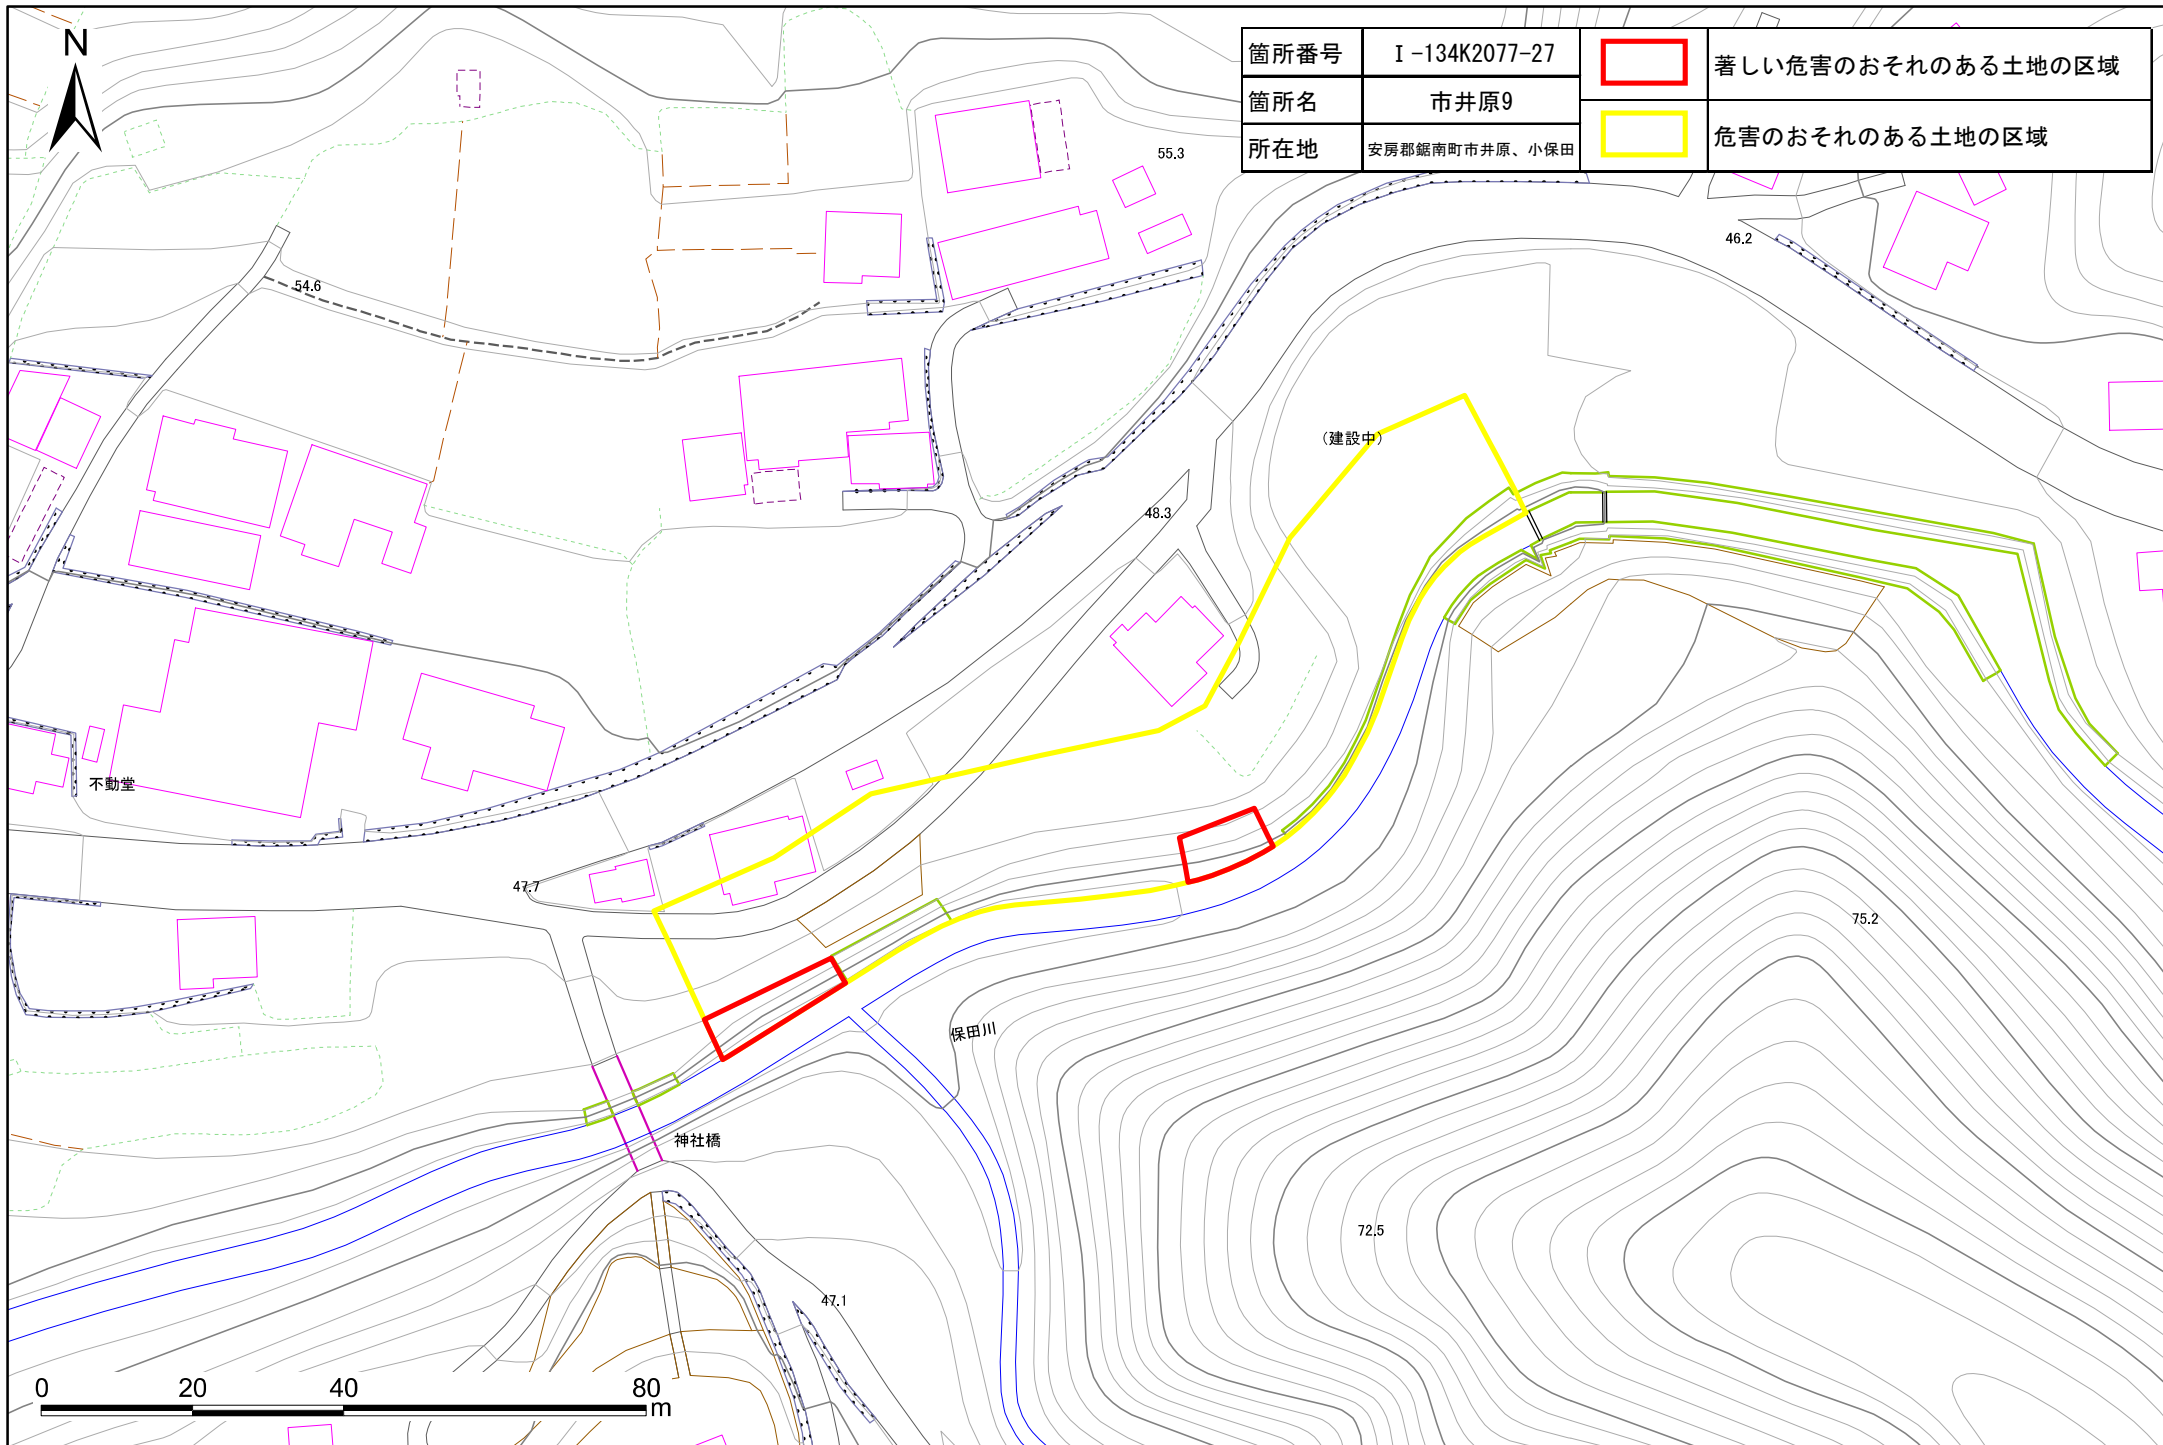 N
箇所番号 Ⅰ-134K2077-27
箇所名 市井原9
所在地 安房郡鋸南町市井原、小保田
著しい危害のおそれのある土地の区域
危害のおそれのある土地の区域
55.3
46.2
54.6
(建設中)
48.3
不動堂
47.7
75.2
保田川
神社橋
72.5
47.1
0 20 40 80
m